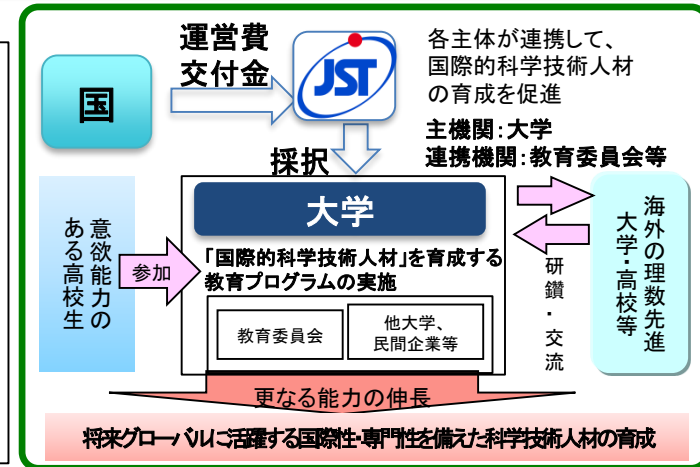 運営費
交付金
国
JST
各主体が連携して、
国際的科学技術人材
の育成を促進
主機関：大学
連携機関：教育委員会等
採択
大学
意欲能力の
ある高校生
参加
「国際的科学技術人材」を育成する
教育プログラムの実施
教育委員会
他大学、
民間企業等
研鑽・交流
海外の理数先進
大学・高校等
更なる能力の伸長
将来グローバルに活躍する国際性・専門性を備えた科学技術人材の育成